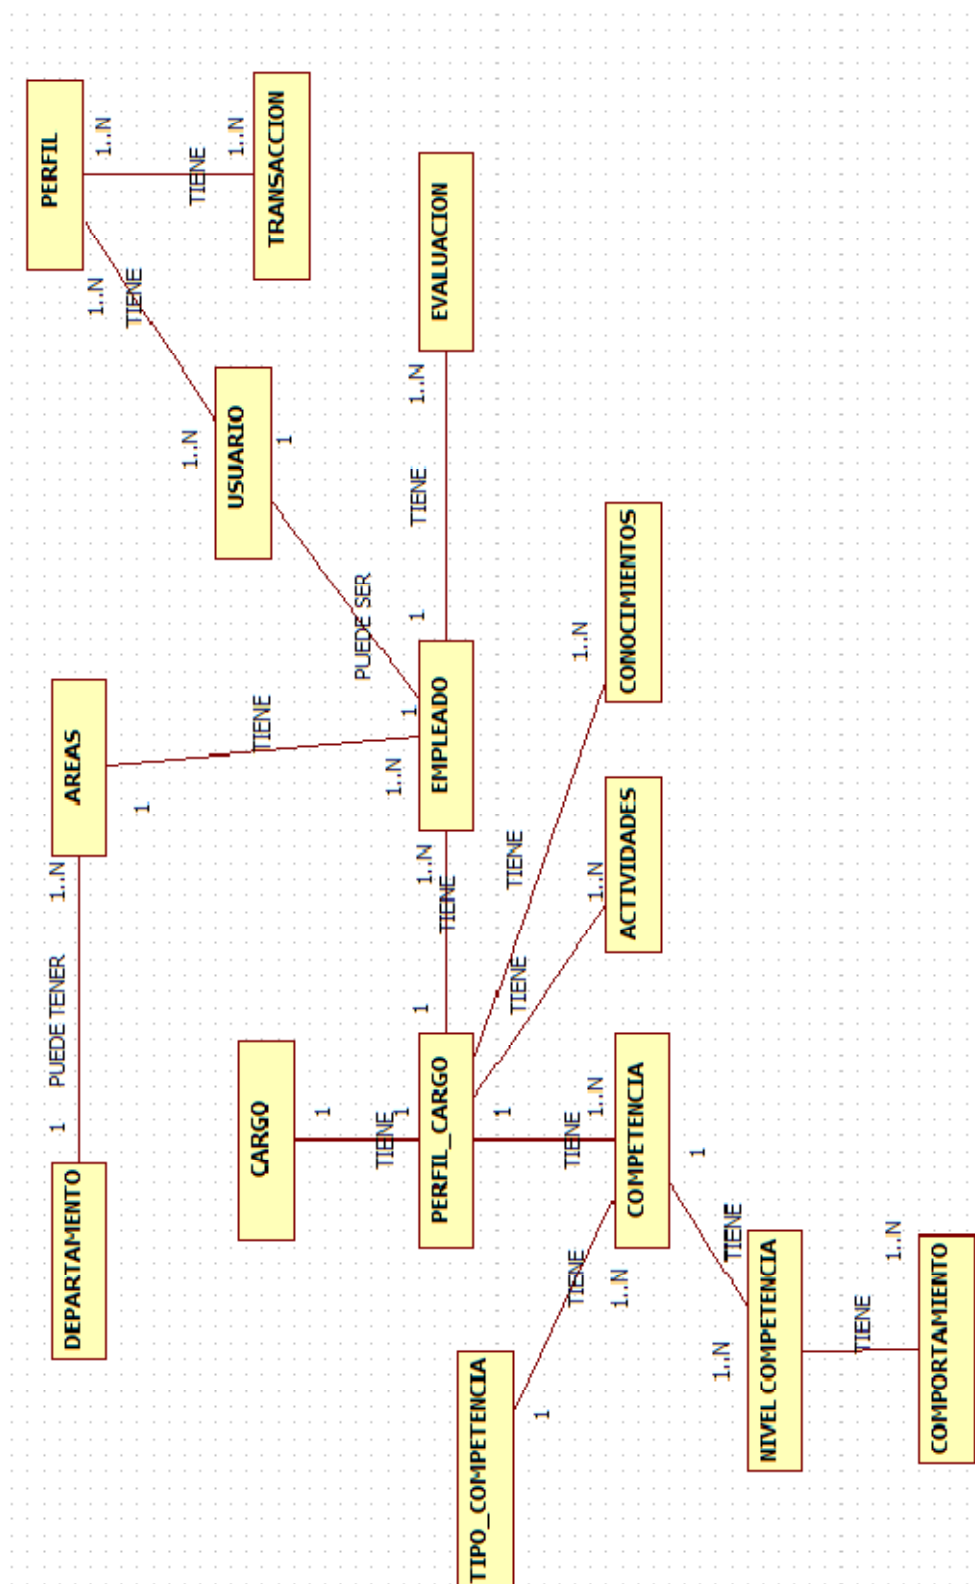 DEPARTAMENTO
1
PUEDE TENER
1..N
AREAS
PERFIL
1..N
1..N
TIENE
1
1..N
TIENE
1..N
USUARIO
CARGO
TIENE
TRANSACCION
1
1
PUEDE SER
TIENE
1
1..N
1
1
1..N
1
TIENE
1..N
PERFIL_CARGO
TIENE
EMPLEADO
EVALUACION
TIPO_COMPETENCIA
1
TIENE
TIENE
1
TIENE
TIENE
1..N
1..N
1..N
1..N
COMPETENCIA
ACTIVIDADES
CONOCIMIENTOS
1
1..N
TIENE
NIVEL COMPETENCIA
TIENE
1..N
COMPORTAMIENTO